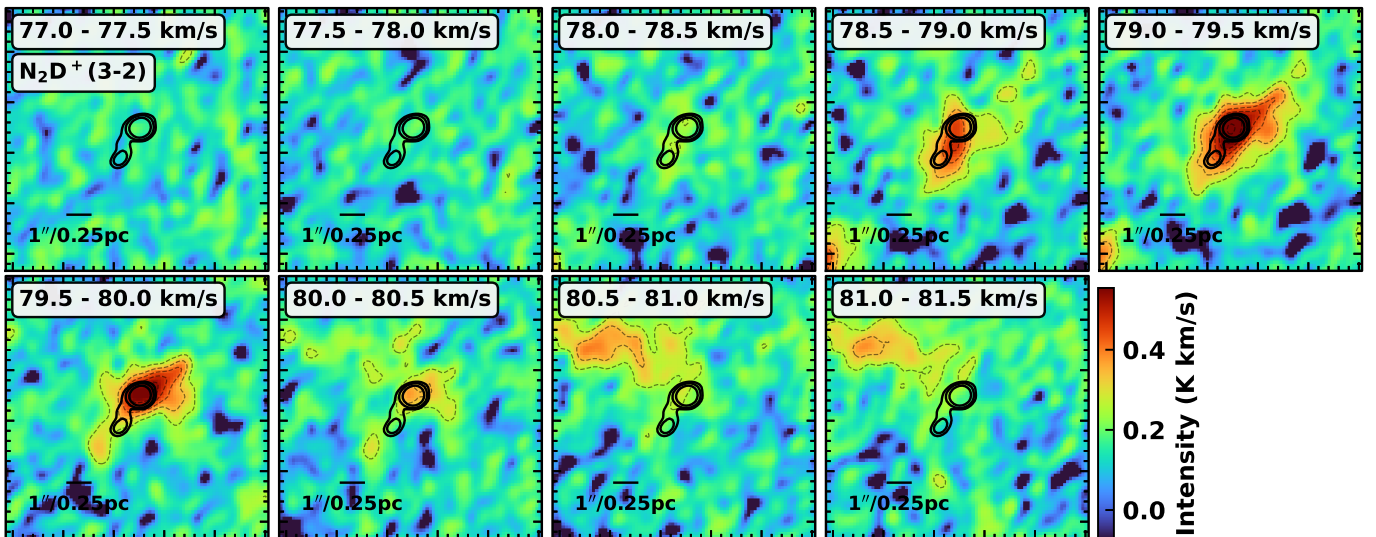 77.0 - 77.5 km/s
N₂D⁺(3-2)
1″/0.25pc
77.5 - 78.0 km/s
1″/0.25pc
78.0 - 78.5 km/s
1″/0.25pc
78.5 - 79.0 km/s
1″/0.25pc
79.0 - 79.5 km/s
1″/0.25pc
79.5 - 80.0 km/s
1″/0.25pc
80.0 - 80.5 km/s
1″/0.25pc
80.5 - 81.0 km/s
1″/0.25pc
81.0 - 81.5 km/s
1″/0.25pc
0.4
0.2
0.0
Intensity (K km/s)